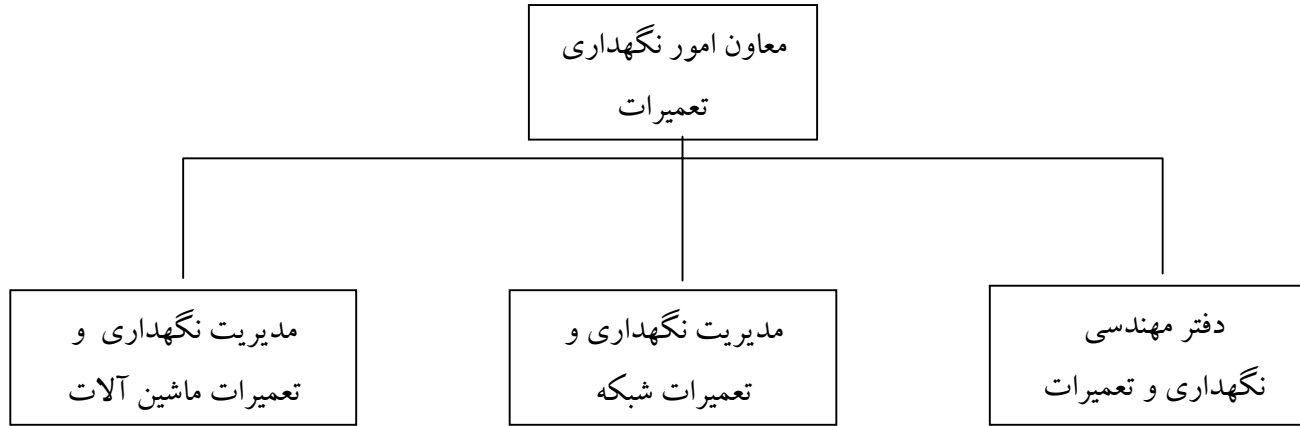 معاون امور نگهداری
تعمیرات
دفتر مهندسی
نگهداری و تعمیرات
مدیریت نگهداری و
تعمیرات شبکه
مدیریت نگهداری و
تعمیرات ماشین آلات